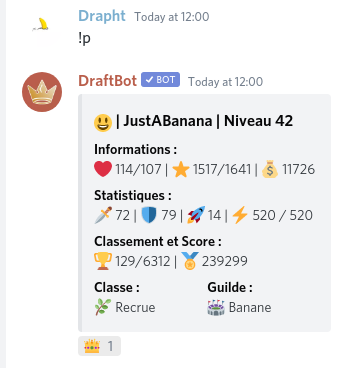 Drapht Today at 12:00
!p
DraftBot ✓ BOT Today at 12:00
😃 | JustABanana | Niveau 42
Informations :
❤️ 114/107 | ⭐ 1517/1641 | 💰 11726
Statistiques :
🗡️ 72 | 🛡️ 79 | 🚀 14 | ⚡ 520 / 520
Classement et Score :
🏆 129/6312 | 🏅 239299
Classe : Guilde :
🌿 Recrue 🏟️ Banane
👑 1